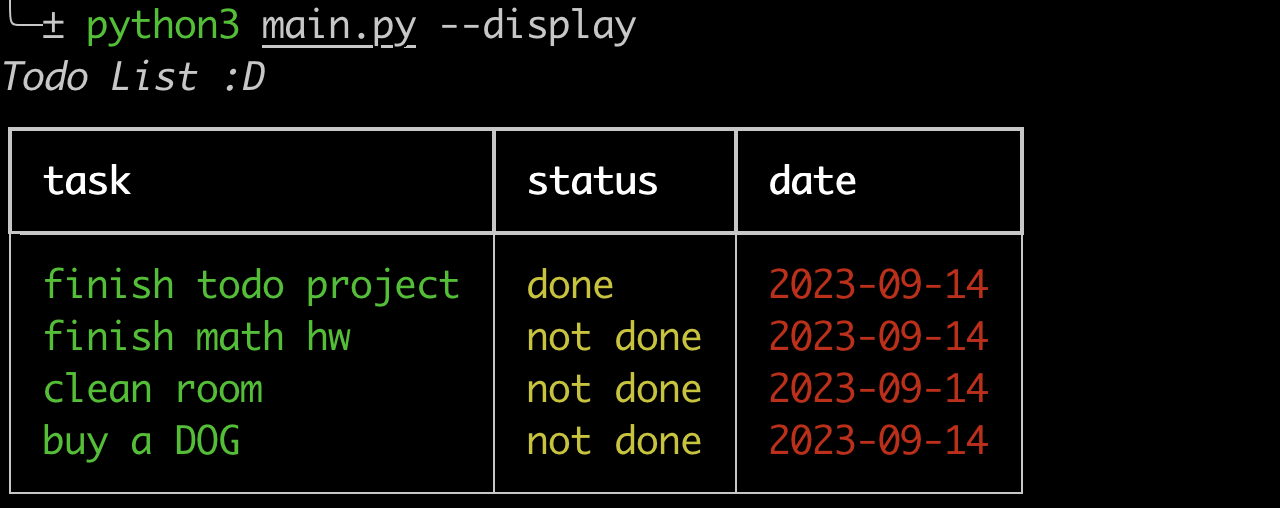 ╰─± python3 main.py --display
Todo List :D
task status date
finish todo project done 2023-09-14
finish math hw not done 2023-09-14
clean room not done 2023-09-14
buy a DOG not done 2023-09-14